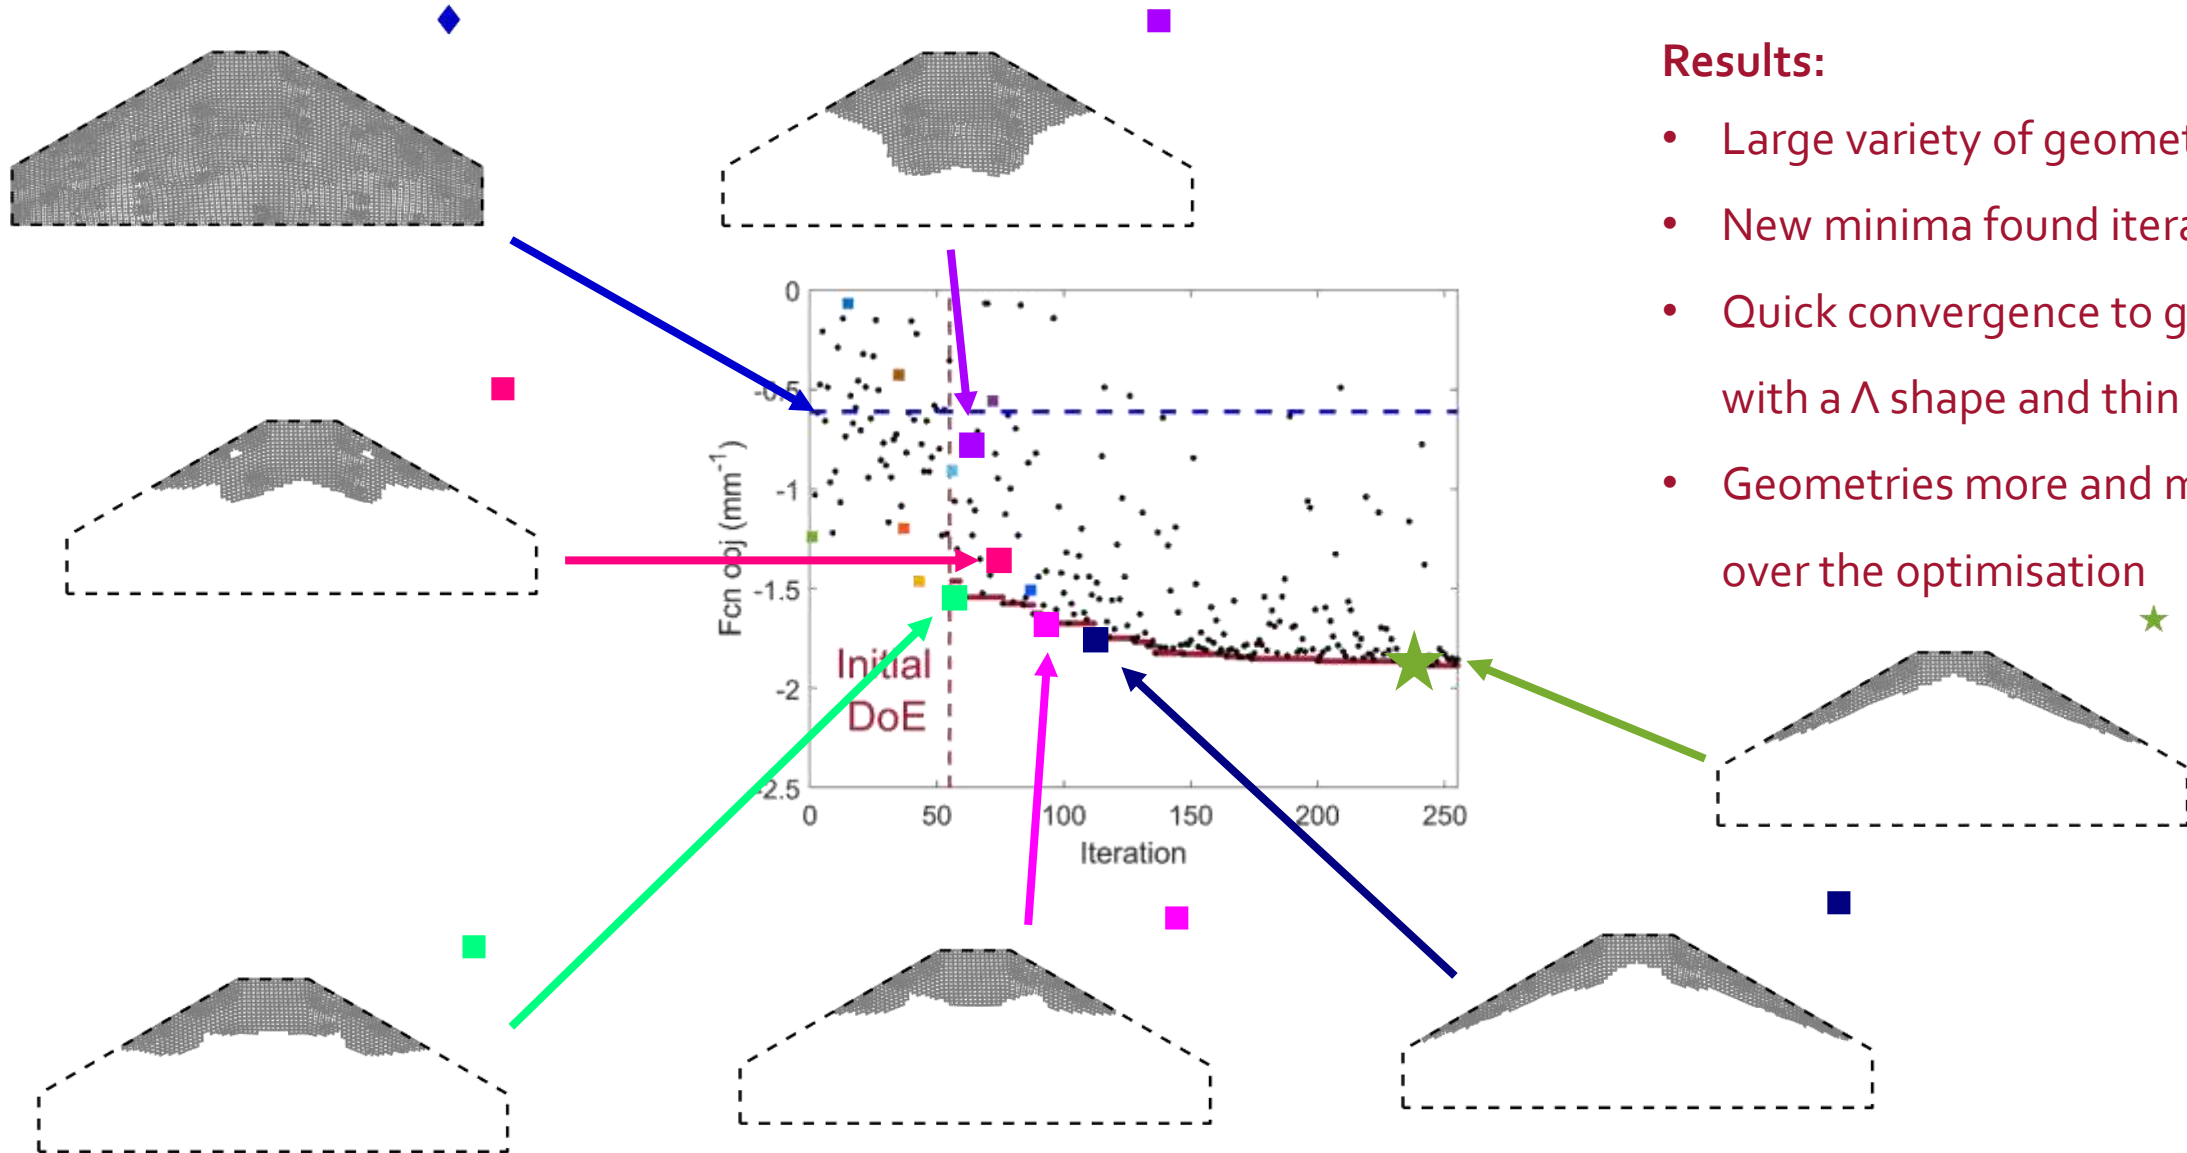 Results:
• Large variety of geomet
• New minima found itera
• Quick convergence to g
with a Λ shape and thin
• Geometries more and m
over the optimisation
0
-1
-1.5
-2
2.5
Fcn obj (mm⁻¹)
Initial
DoE
0 50 100 150 200 250
Iteration